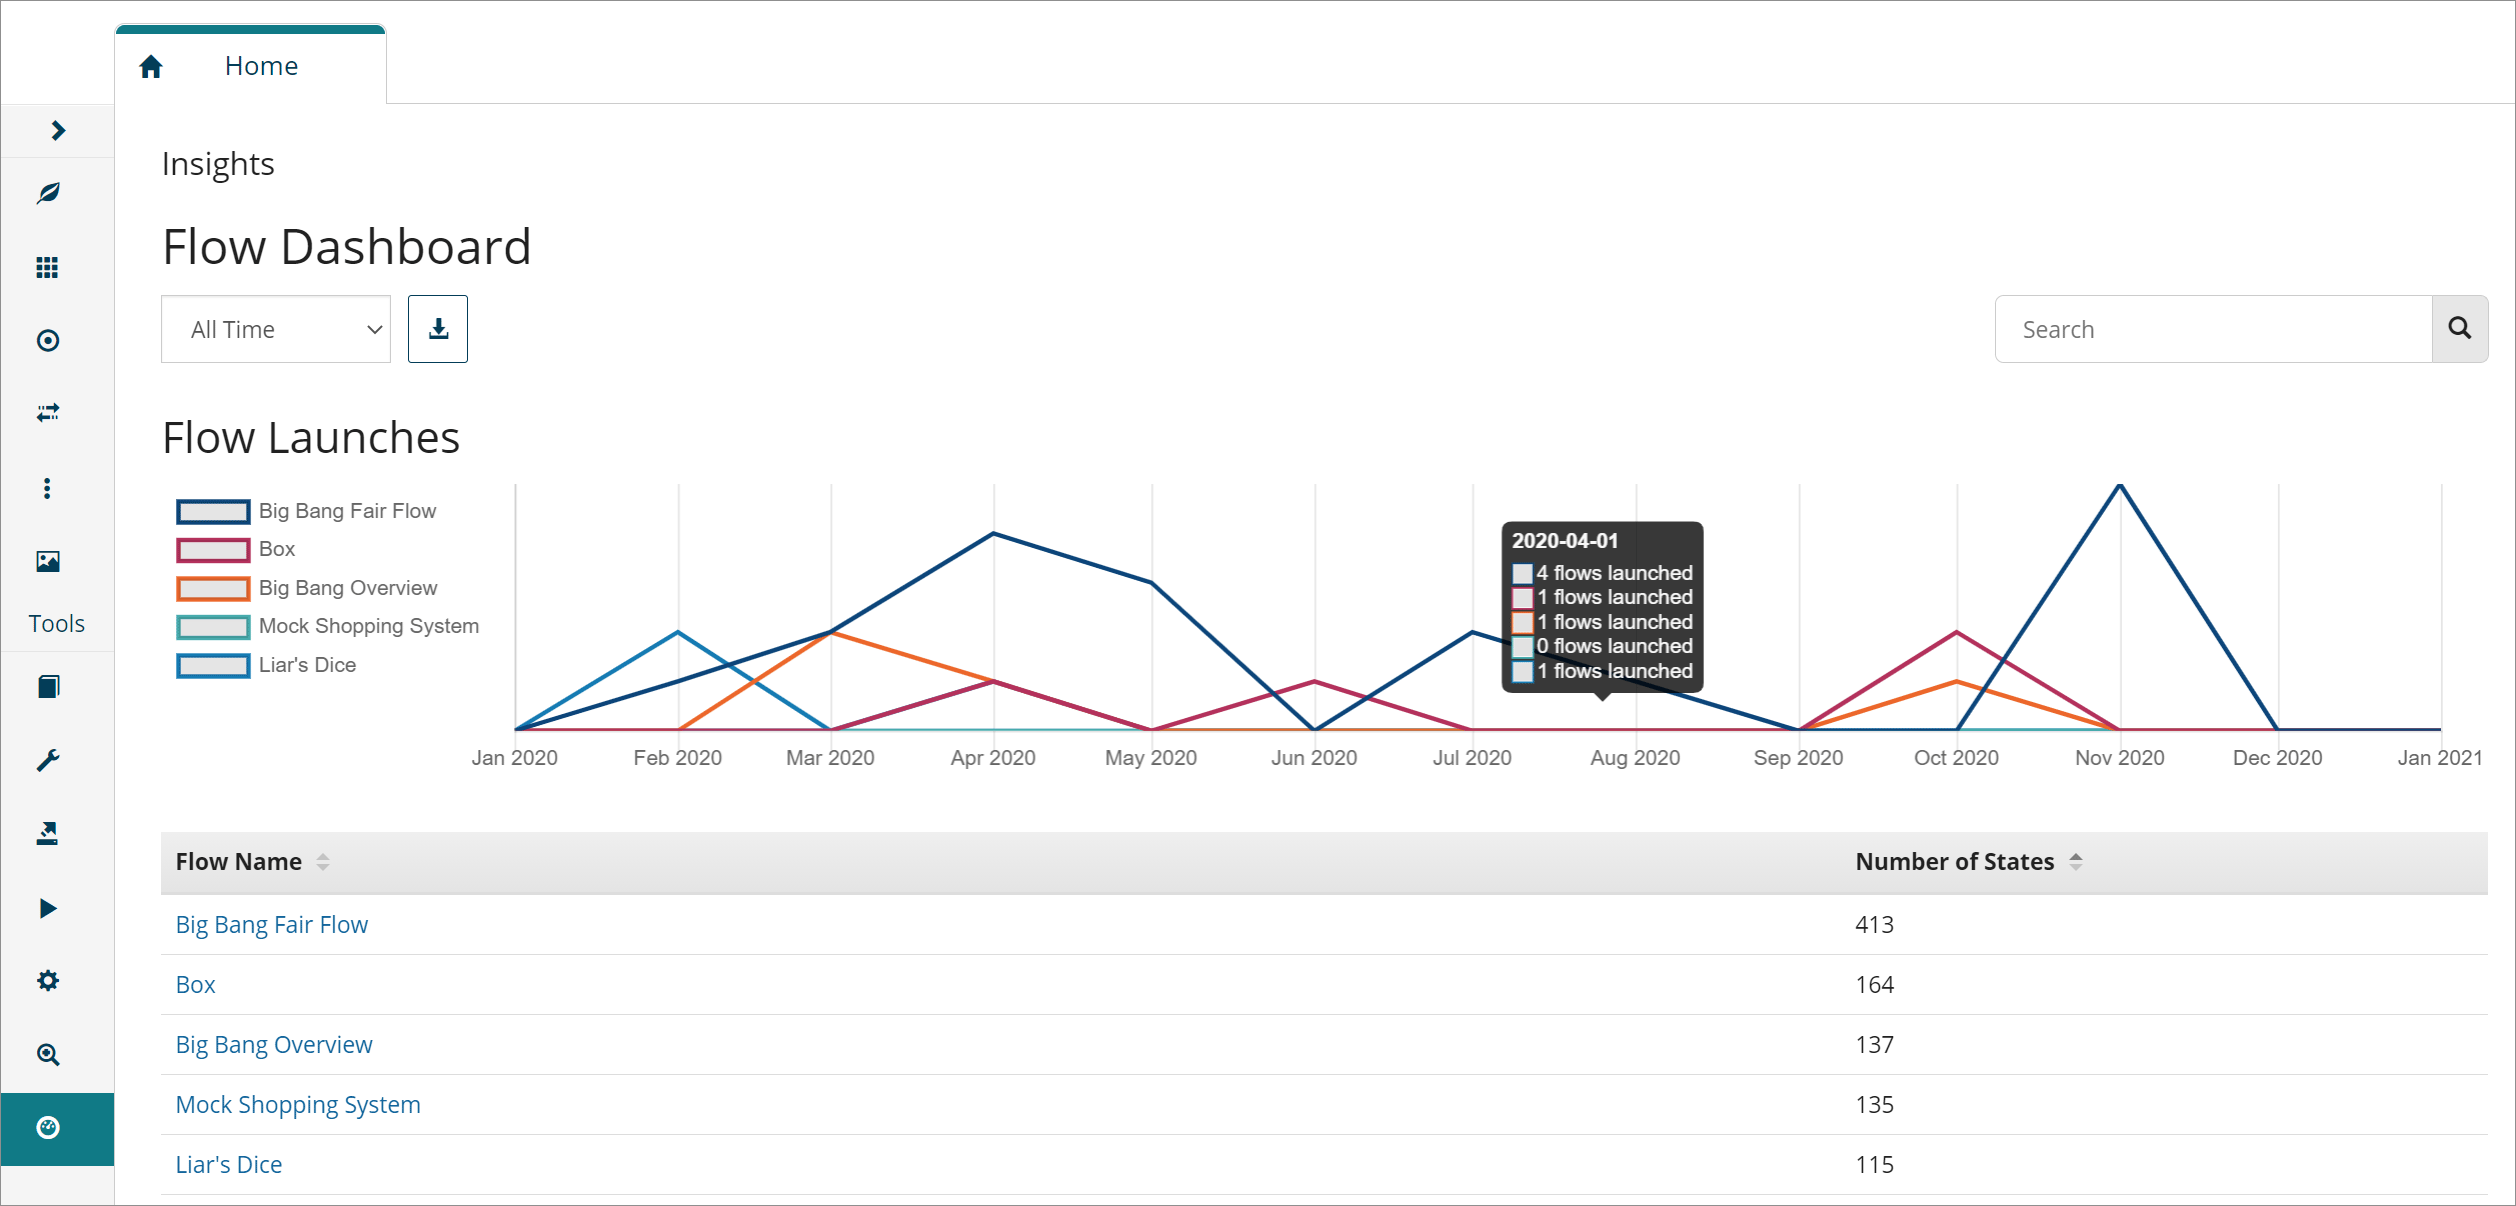 Home
Insights
Flow Dashboard
All Time
Search
Flow Launches
Big Bang Fair Flow
Box
Big Bang Overview
Mock Shopping System
Liar's Dice
2020-04-01
4 flows launched
1 flows launched
1 flows launched
0 flows launched
1 flows launched
Jan 2020 Feb 2020 Mar 2020 Apr 2020 May 2020 Jun 2020 Jul 2020 Aug 2020 Sep 2020 Oct 2020 Nov 2020 Dec 2020 Jan 2021
Tools
Flow Name Number of States
Big Bang Fair Flow 413
Box 164
Big Bang Overview 137
Mock Shopping System 135
Liar's Dice 115